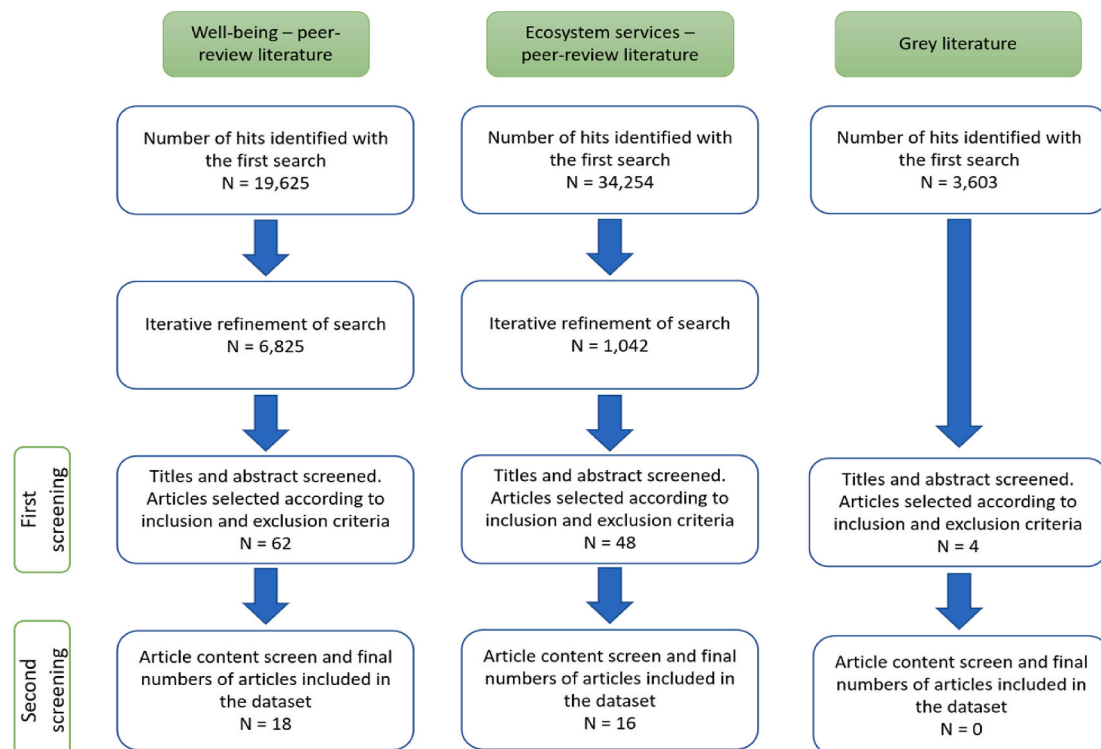 Well-being – peer-
review literature
Ecosystem services –
peer-review literature
Grey literature
Number of hits identified with
the first search
N = 19,625
Number of hits identified with
the first search
N = 34,254
Number of hits identified with
the first search
N = 3,603
Iterative refinement of search
N = 6,825
Iterative refinement of search
N = 1,042
First
screening
Titles and abstract screened.
Articles selected according to
inclusion and exclusion criteria
N = 62
Titles and abstract screened.
Articles selected according to
inclusion and exclusion criteria
N = 48
Titles and abstract screened.
Articles selected according to
inclusion and exclusion criteria
N = 4
Second
screening
Article content screen and final
numbers of articles included in
the dataset
N = 18
Article content screen and final
numbers of articles included in
the dataset
N = 16
Article content screen and final
numbers of articles included in
the dataset
N = 0